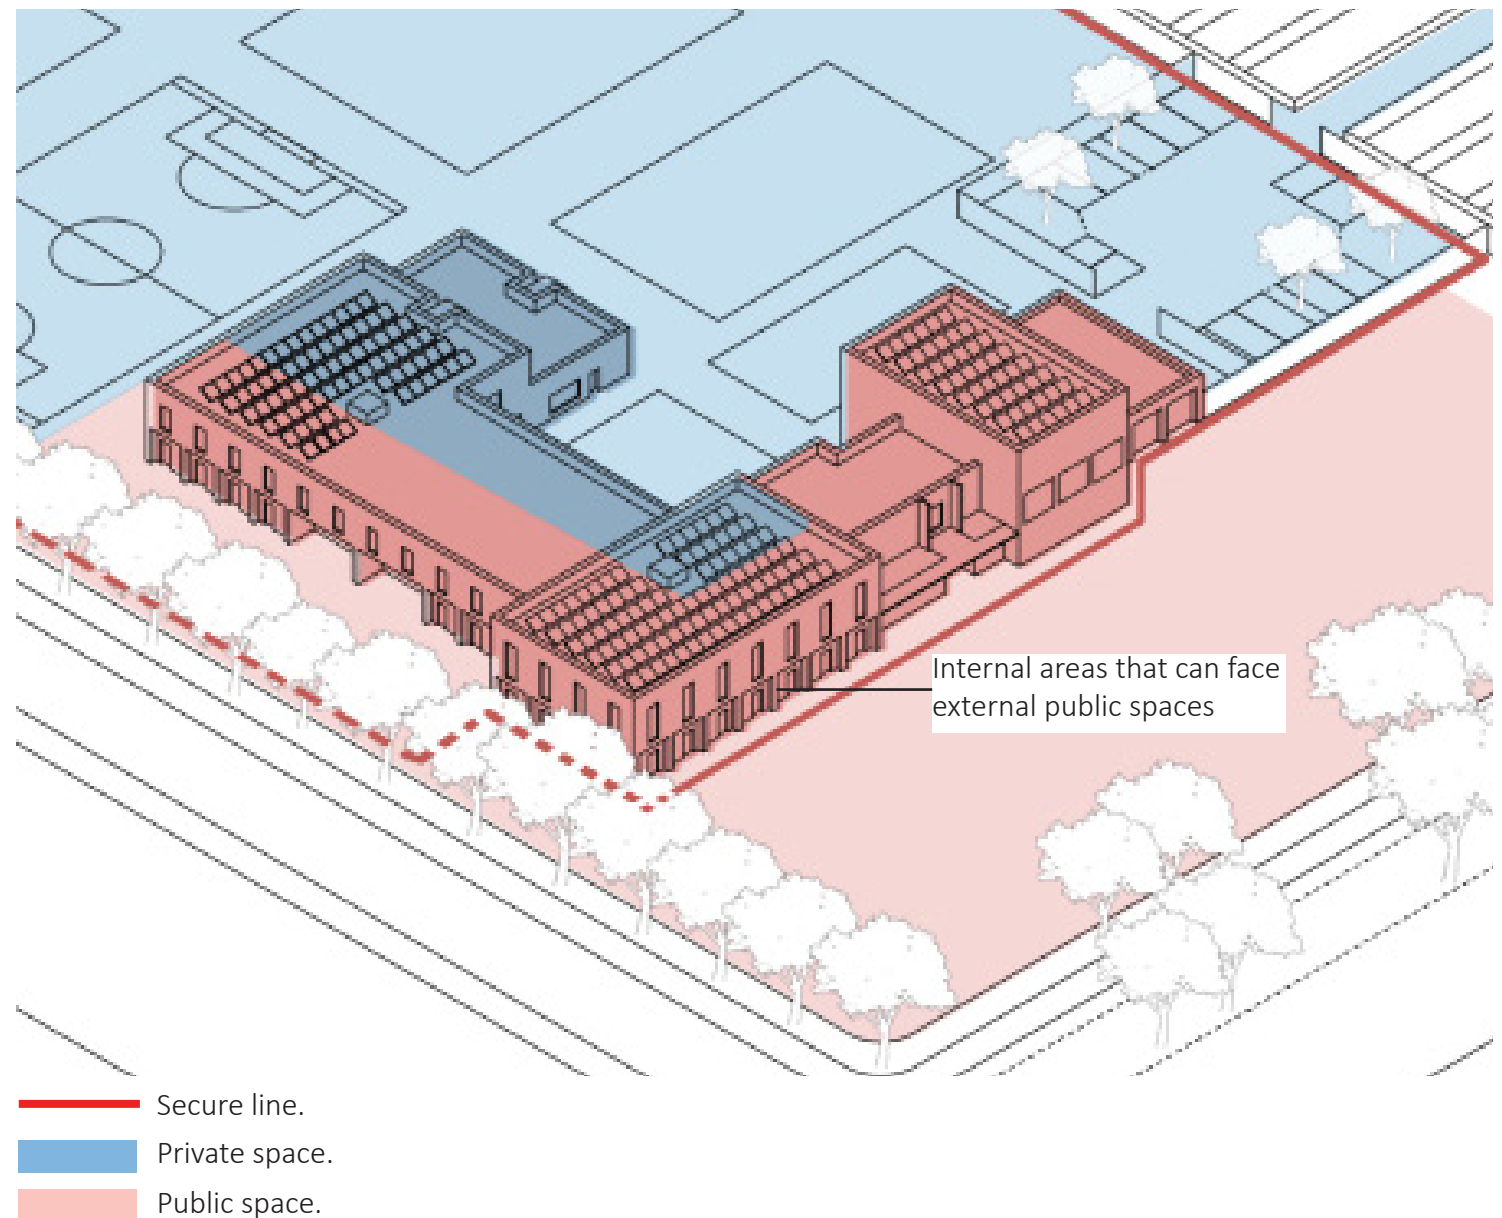 Internal areas that can face
external public spaces
Secure line.
Private space.
Public space.